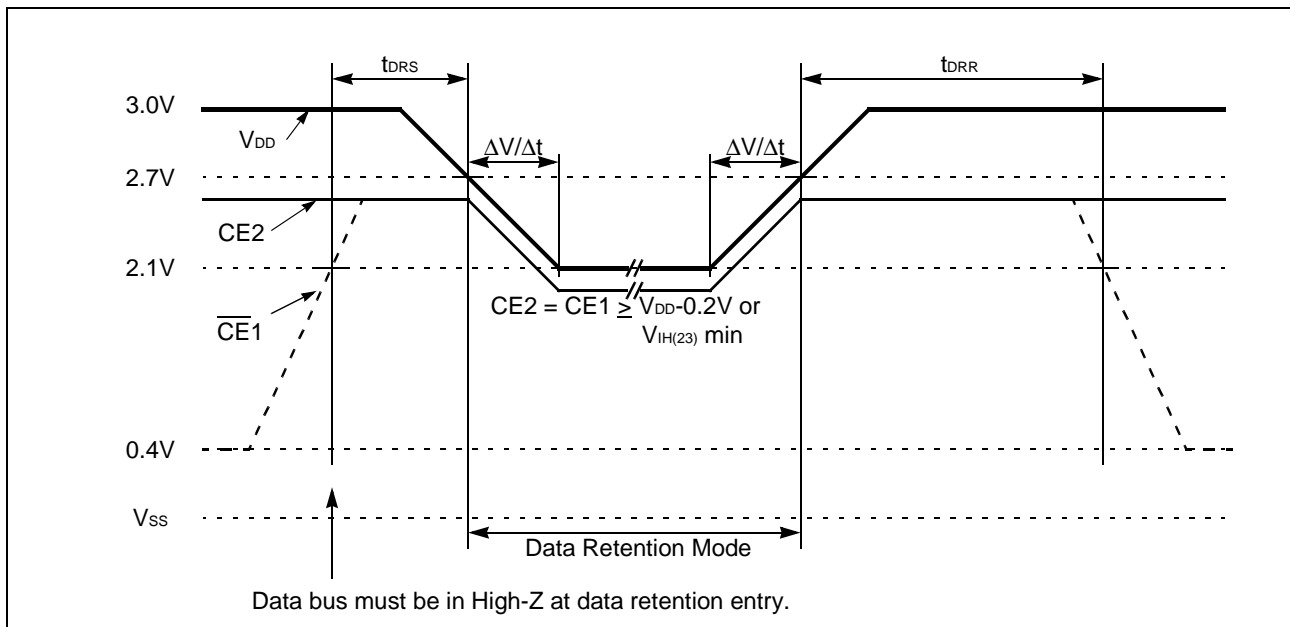 tDRS
tDRR
3.0V
VDD
ΔV/Δt
ΔV/Δt
2.7V
CE2
2.1V
CE2 = CE1 ≥ VDD-0.2V or
VIH(23) min
C̅E̅1
0.4V
VSS
Data Retention Mode
Data bus must be in High-Z at data retention entry.